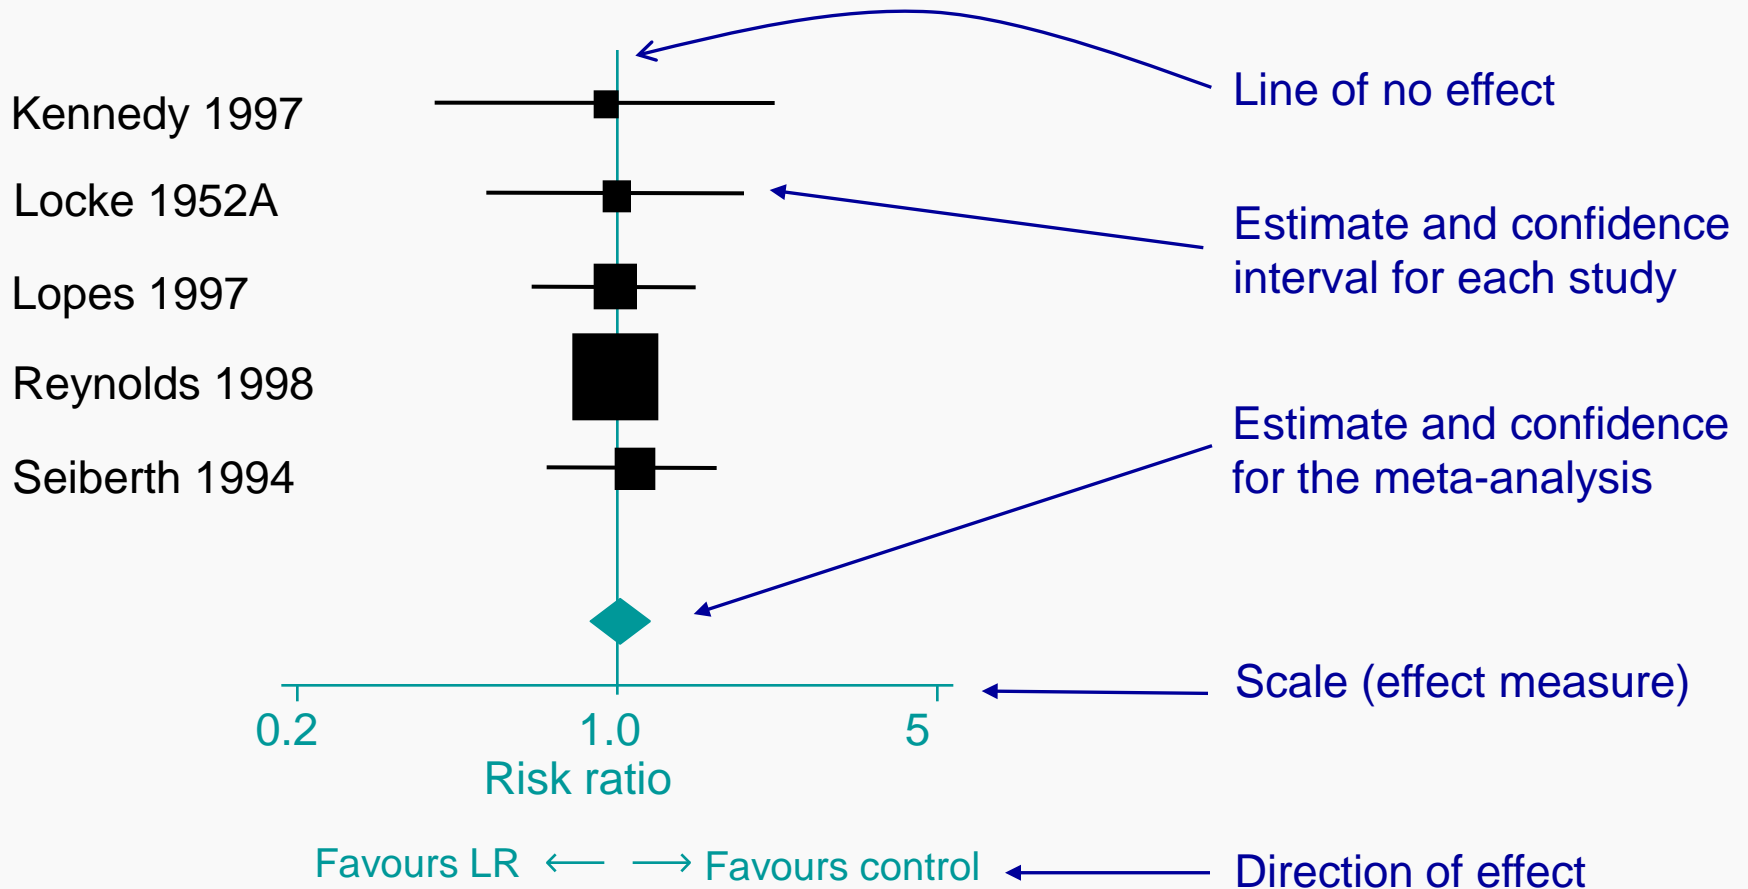 Line of no effect
Kennedy 1997
Locke 1952A
Estimate and confidence
interval for each study
Lopes 1997
Reynolds 1998
Estimate and confidence
for the meta-analysis
Seiberth 1994
Scale (effect measure)
0.2 1.0 5
Risk ratio
Favours LR ← → Favours control
Direction of effect